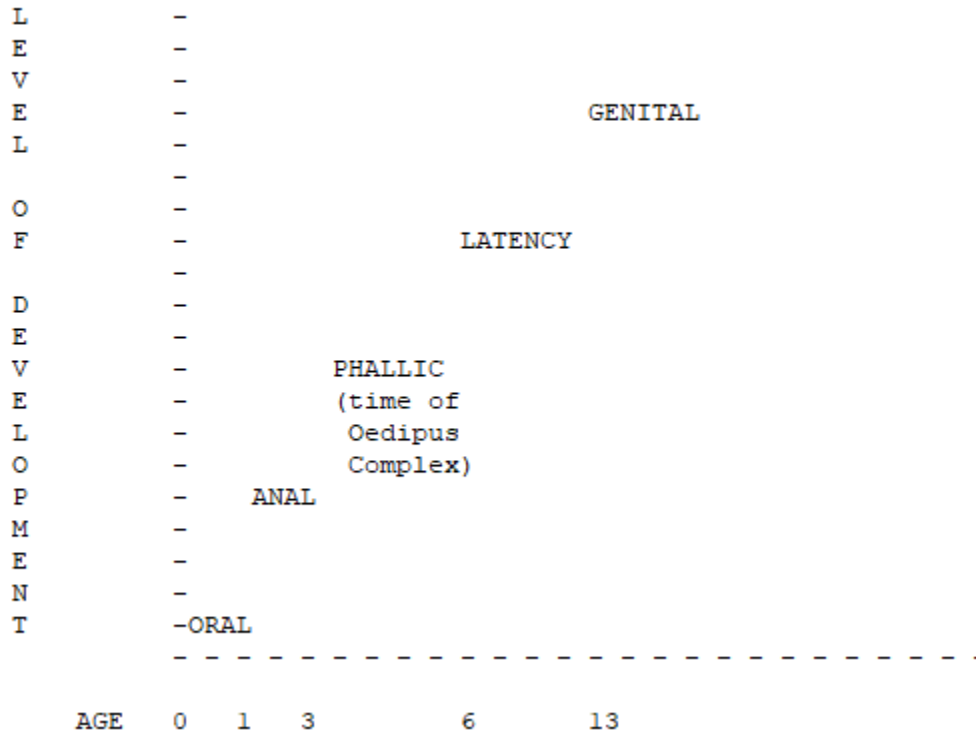 L -
E -
V -
E - GENITAL
L -
-
O -
F - LATENCY
-
D -
E -
V - PHALLIC
E - (time of
L - Oedipus
O - Complex)
P - ANAL
M -
E -
N -
T -ORAL
- - - - - - - - - - - - - - - - - - - - - - - - - -
AGE 0 1 3 6 13